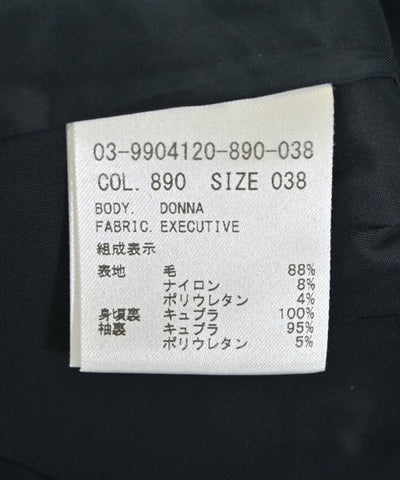 03-9904120-890-038
COL. 890 SIZE 038
BODY. DONNA
FABRIC. EXECUTIVE
組成表示
表地 毛 88%
ナイロン 8%
ポリウレタン 4%
身頃裏 キュプラ 100%
袖裏 キュプラ 95%
ポリウレタン 5%